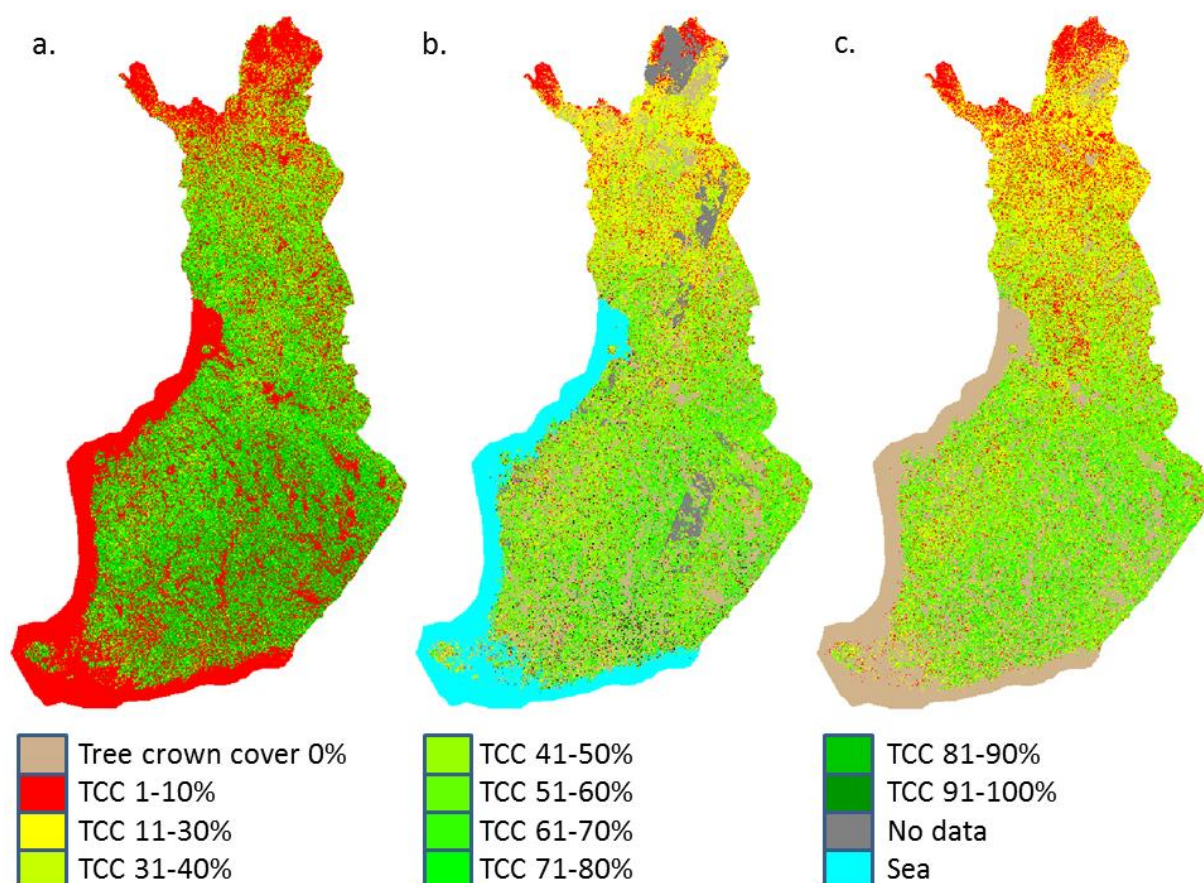 a.
b.
c.
Tree crown cover 0%
TCC 1-10%
TCC 11-30%
TCC 31-40%
TCC 41-50%
TCC 51-60%
TCC 61-70%
TCC 71-80%
TCC 81-90%
TCC 91-100%
No data
Sea